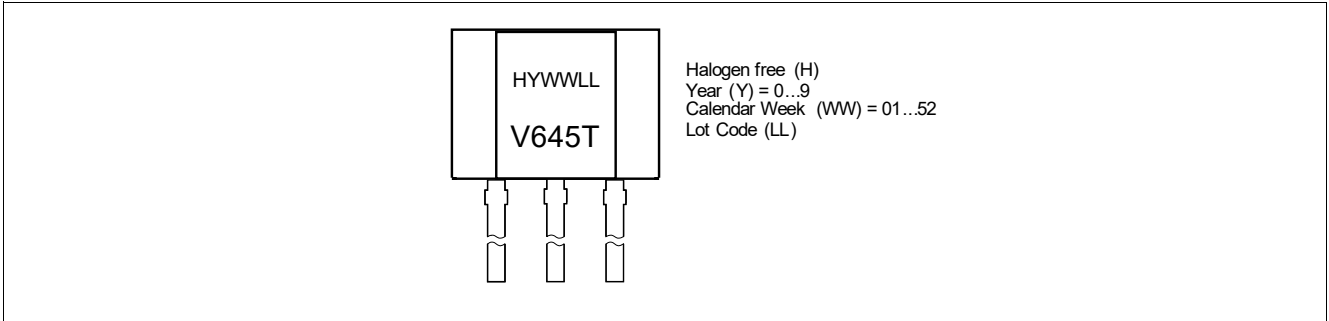 HYWWLL
V645T
Halogen free (H)
Year (Y) = 0...9
Calendar Week (WW) = 01...52
Lot Code (LL)